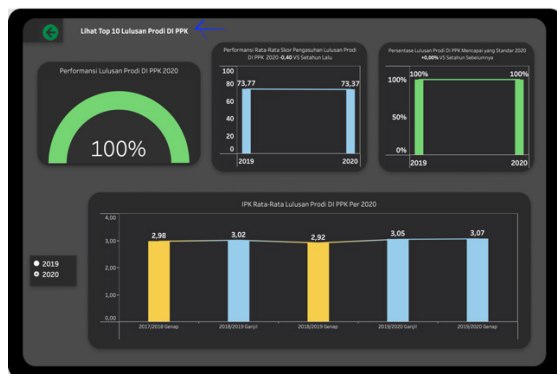 Lihat Top 10 Lulusan Prodi DI PPK
Performansi Lulusan Prodi DI PPK 2020
100%
Performansi Rata-Rata Skor Pengasuhan Lulusan Prodi
DI PPK 2020 -0,40 VS Setahun Lalu
100
80
60
40
20
0
73,77
73,37
2019
2020
Persentase Lulusan Prodi DI PPK Mencapai yang Standar 2020
+0,00% VS Setahun Sebelumnya
100%
50%
0%
100%
100%
2019
2020
IPK Rata-Rata Lulusan Prodi DI PPK Per 2020
4,00
3,00
2,00
1,00
0,00
2,98
3,02
2,92
3,05
3,07
2017/2018 Genap
2018/2019 Ganjil
2018/2019 Genap
2019/2020 Ganjil
2019/2020 Genap
2019
2020